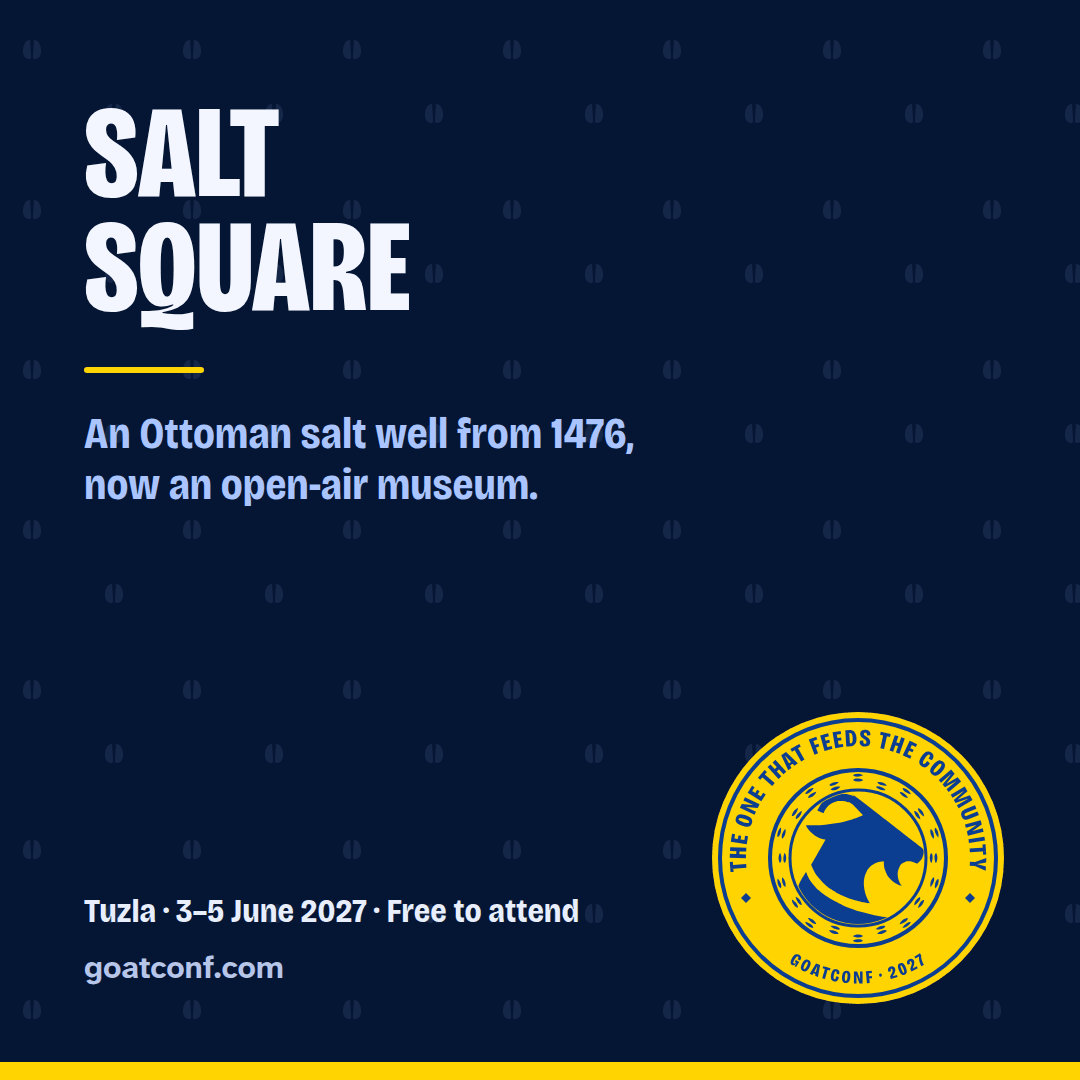 SALT
SQUARE
An Ottoman salt well from 1476,
now an open-air museum.
THE ONE THAT FEEDS THE COMMUNITY
GOATCONF · 2027
Tuzla · 3–5 June 2027 · Free to attend
goatconf.com